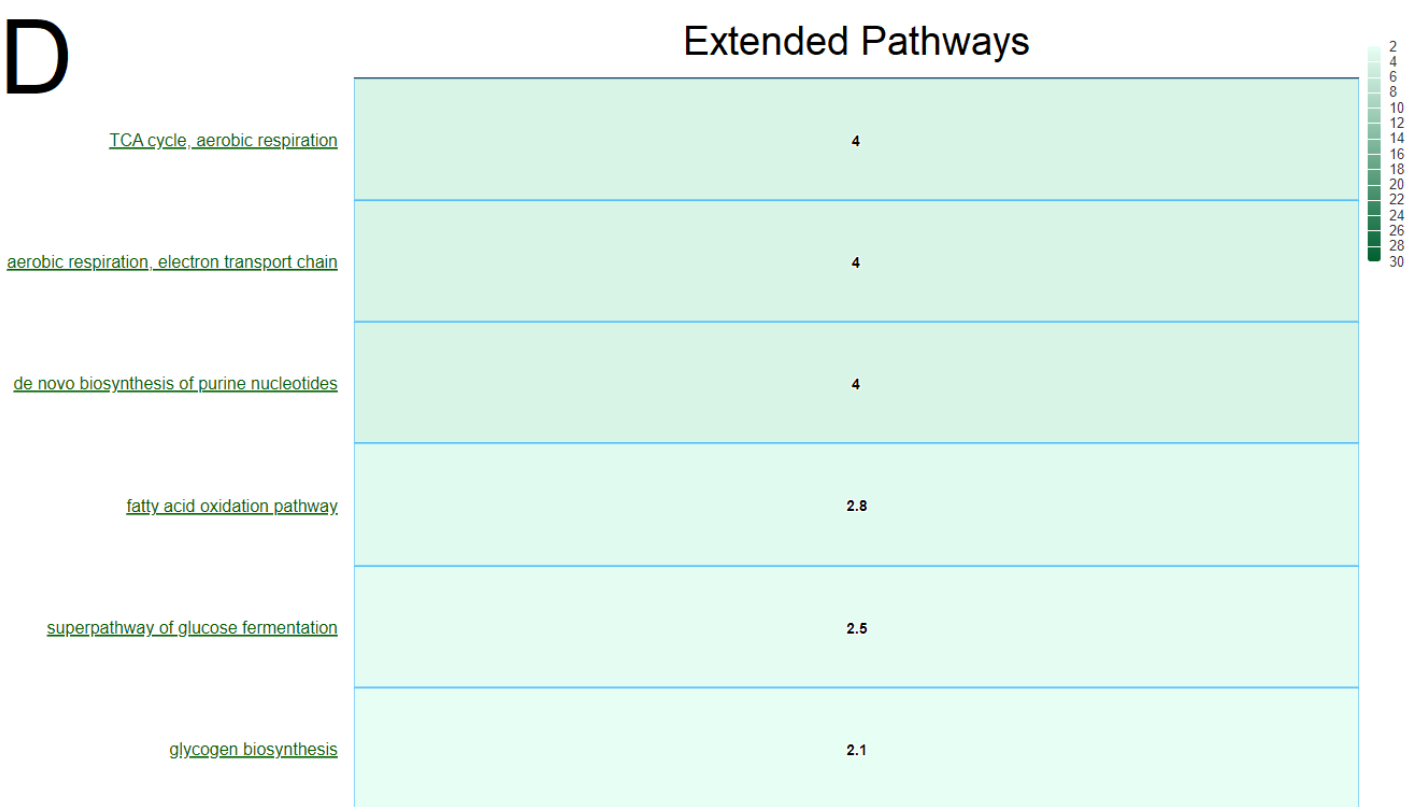 D
Extended Pathways
2
4
6
8
10
12
14
16
18
20
22
24
26
28
30
TCA cycle, aerobic respiration
4
aerobic respiration, electron transport chain
4
de novo biosynthesis of purine nucleotides
4
fatty acid oxidation pathway
2.8
superpathway of glucose fermentation
2.5
glycogen biosynthesis
2.1